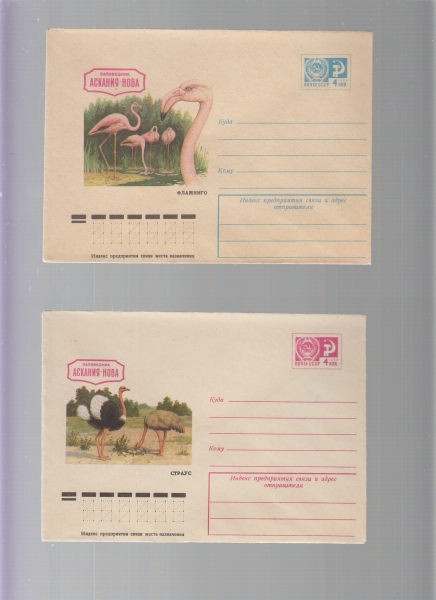 ЗАПОВЕДНИК
АСКАНИЯ-НОВА
ПОЧТА СССР
4 КОП
Куда
Кому
ФЛАМИНГО
Индекс предприятия связи и адрес
отправителя
Индекс предприятия связи места назначения
ЗАПОВЕДНИК
АСКАНИЯ-НОВА
ПОЧТА СССР
4 КОП
Куда
Кому
СТРАУС
Индекс предприятия связи и адрес
отправителя
Индекс предприятия связи места назначения